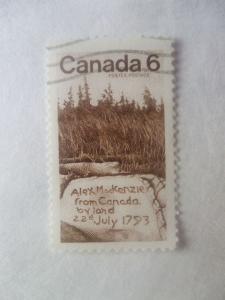 Canada 6
POSTES POSTAGE
Alex MacKenzie
from Canada
by land
22d July 1793